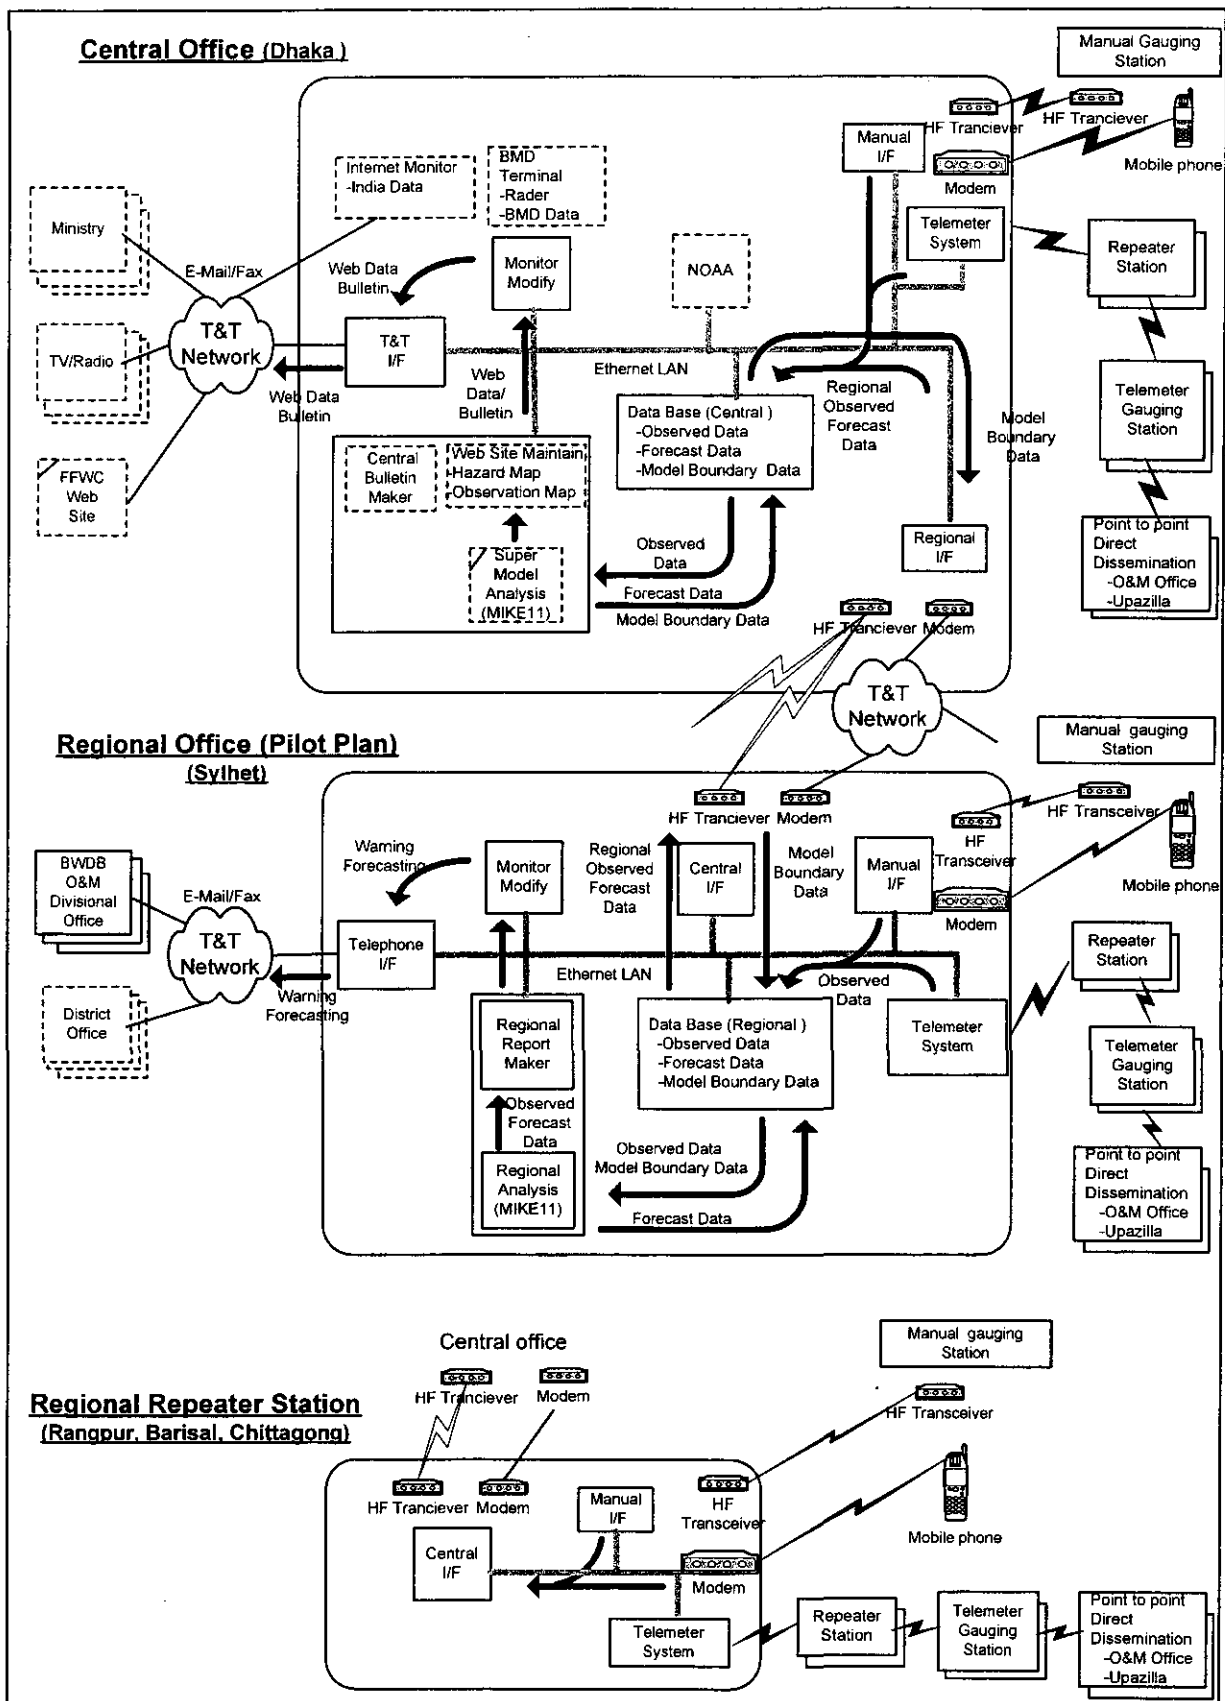 Central Office (Dhaka )
Manual Gauging
Station
HF Tranciever
HF Tranciever
Mobile phone
Manual
I/F
Modem
Internet Monitor
-India Data
BMD
Terminal
-Rader
-BMD Data
Ministry
Telemeter
System
Repeater
Station
E-Mail/Fax
Web Data
Bulletin
Monitor
Modify
NOAA
T&T
Network
T&T
I/F
TV/Radio
Ethernet LAN
Web Data
Bulletin
Web
Data/
Bulletin
Regional
Observed
Forecast
Data
Model
Boundary
Data
Telemeter
Gauging
Station
Data Base (Central )
-Observed Data
-Forecast Data
-Model Boundary Data
Central
Bulletin
Maker
Web Site Maintain
-Hazard Map
-Observation Map
FFWC
Web
Site
Regional
I/F
Point to point
Direct
Dissemination
-O&M Office
-Upazilla
Super
Model
Analysis
(MIKE11)
Observed
Data
Forecast Data
Model Boundary Data
HF Tranciever
Modem
T&T
Network
Regional Office (Pilot Plan)
(Sylhet)
Manual gauging
Station
HF Tranciever
Modem
HF Transceiver
HF
Transceiver
Mobile phone
Warning
Forecasting
Monitor
Modify
Regional
Observed
Forecast
Data
Central
I/F
Model
Boundary
Data
Manual
I/F
Modem
BWDB
O&M
Divisional
Office
E-Mail/Fax
T&T
Network
Telephone
I/F
Ethernet LAN
Observed
Data
Repeater
Station
Warning
Forecasting
District
Office
Regional
Report
Maker
Data Base (Regional )
-Observed Data
-Forecast Data
-Model Boundary Data
Telemeter
System
Telemeter
Gauging
Station
Observed
Forecast
Data
Regional
Analysis
(MIKE11)
Observed Data
Model Boundary Data
Forecast Data
Point to point
Direct
Dissemination
-O&M Office
-Upazilla
Central office
HF Tranciever
Modem
Manual gauging
Station
HF Transceiver
Regional Repeater Station
(Rangpur, Barisal, Chittagong)
HF Tranciever
Modem
Manual
I/F
HF
Transceiver
Mobile phone
Central
I/F
Modem
Telemeter
System
Repeater
Station
Telemeter
Gauging
Station
Point to point
Direct
Dissemination
-O&M Office
-Upazilla